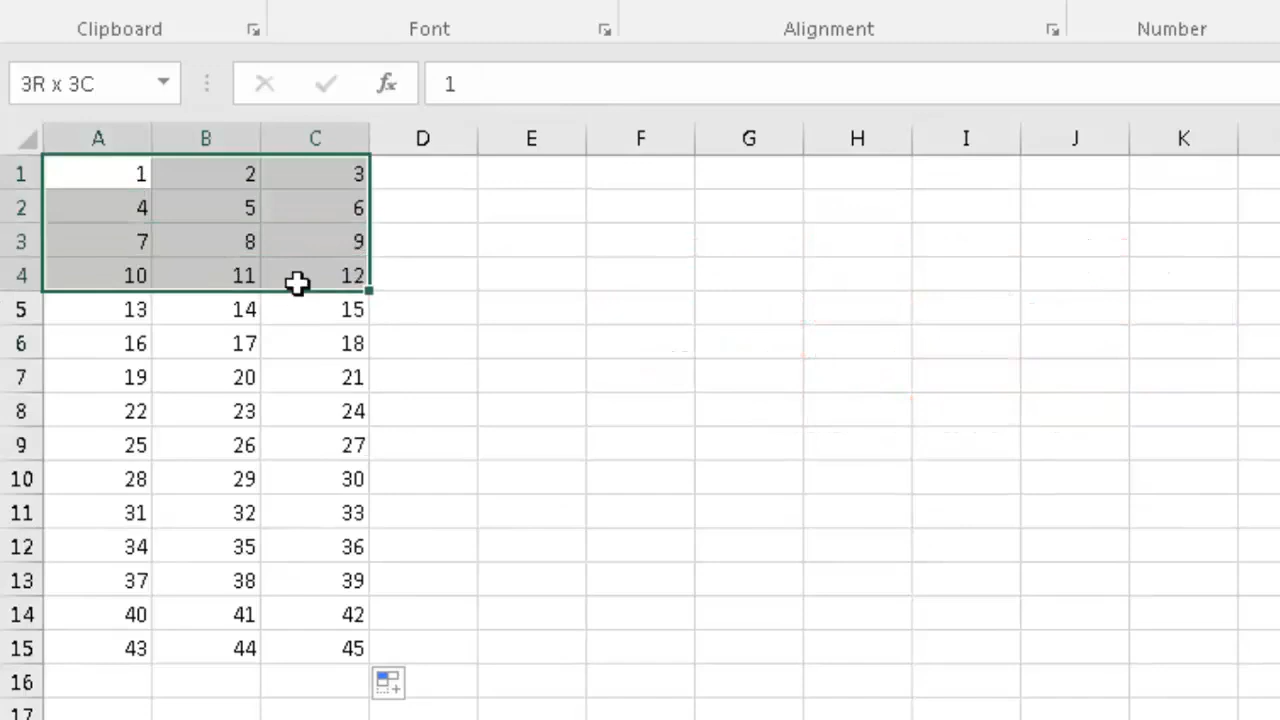 Clipboard Font Alignment Number
3R x 3C fx 1
A B C D E F G H I J K
1 1 2 3
2 4 5 6
3 7 8 9
4 10 11 12
5 13 14 15
6 16 17 18
7 19 20 21
8 22 23 24
9 25 26 27
10 28 29 30
11 31 32 33
12 34 35 36
13 37 38 39
14 40 41 42
15 43 44 45
16
17